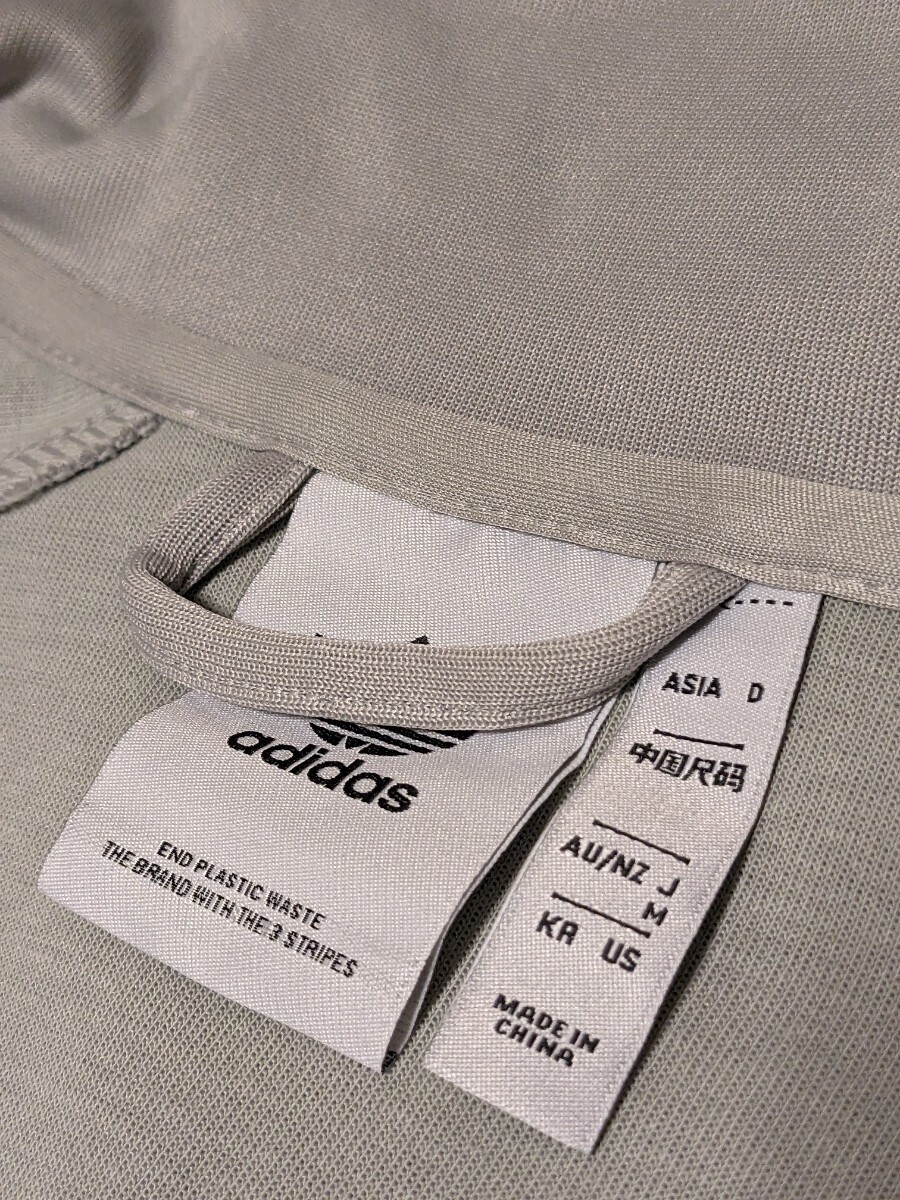 adidas
END PLASTIC WASTE
THE BRAND WITH THE 3 STRIPES
ASIA D
中国尺码
AU/NZ J
M
KR US
MADE IN
CHINA